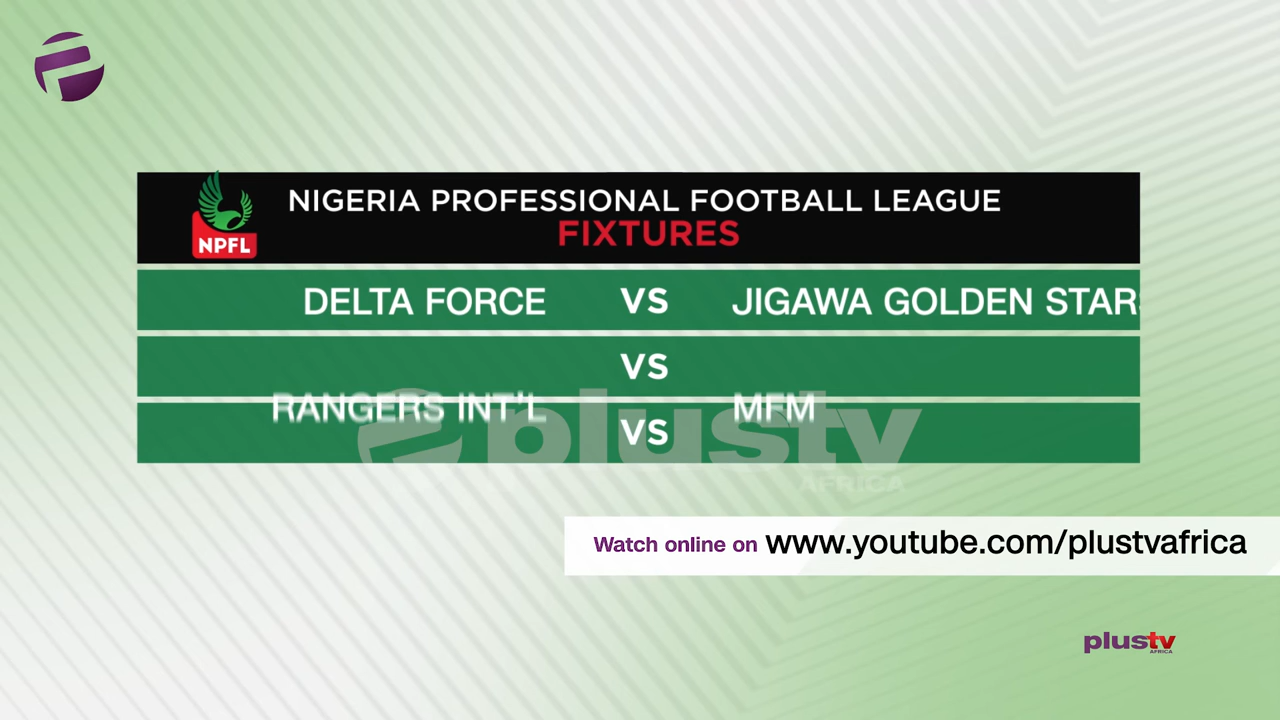 NIGERIA PROFESSIONAL FOOTBALL LEAGUE
FIXTURES
NPFL
DELTA FORCE VS JIGAWA GOLDEN STAR
VS
RANGERS INT'L MFM
VS
plustv
AFRICA
Watch online on www.youtube.com/plustvafrica
plustv
AFRICA